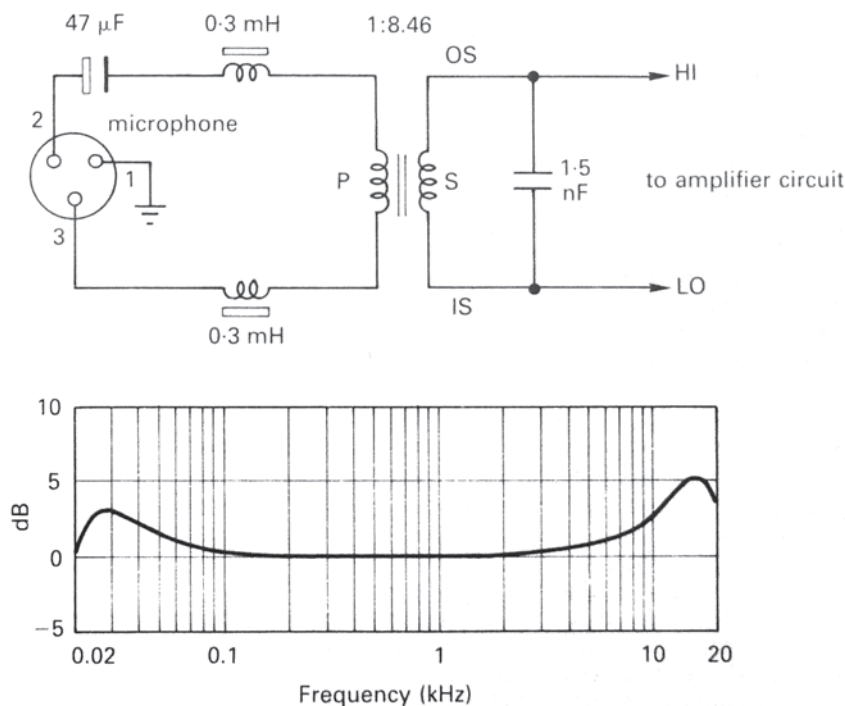 47 μF
0·3 mH
1:8.46
OS
HI
2
microphone
1
P
S
1·5
nF
to amplifier circuit
3
LO
IS
0·3 mH
10
5
0
−5
dB
0.02
0.1
1
10
20
Frequency (kHz)